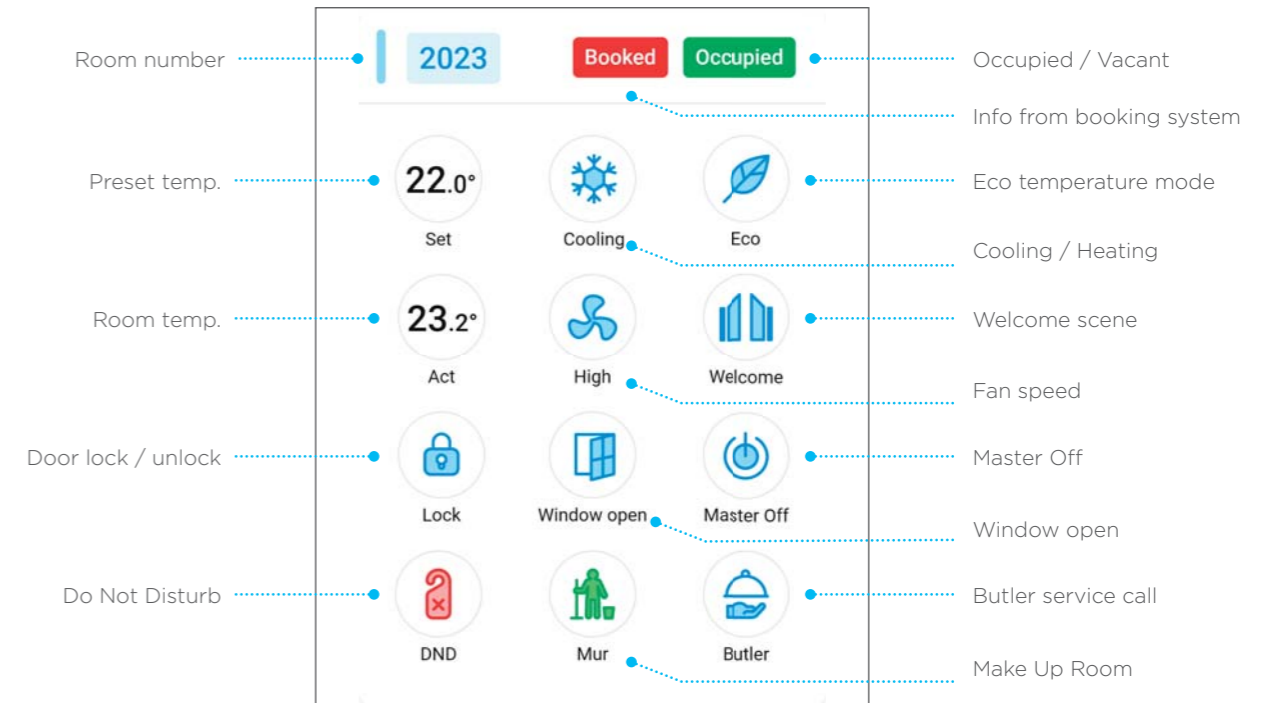 Room number
2023
Booked
Occupied
Occupied / Vacant
Info from booking system
Preset temp.
22.0°
Eco temperature mode
Set
Cooling
Eco
Cooling / Heating
Room temp.
23.2°
Welcome scene
Act
High
Welcome
Fan speed
Door lock / unlock
Master Off
Lock
Window open
Master Off
Window open
Do Not Disturb
Butler service call
DND
Mur
Butler
Make Up Room